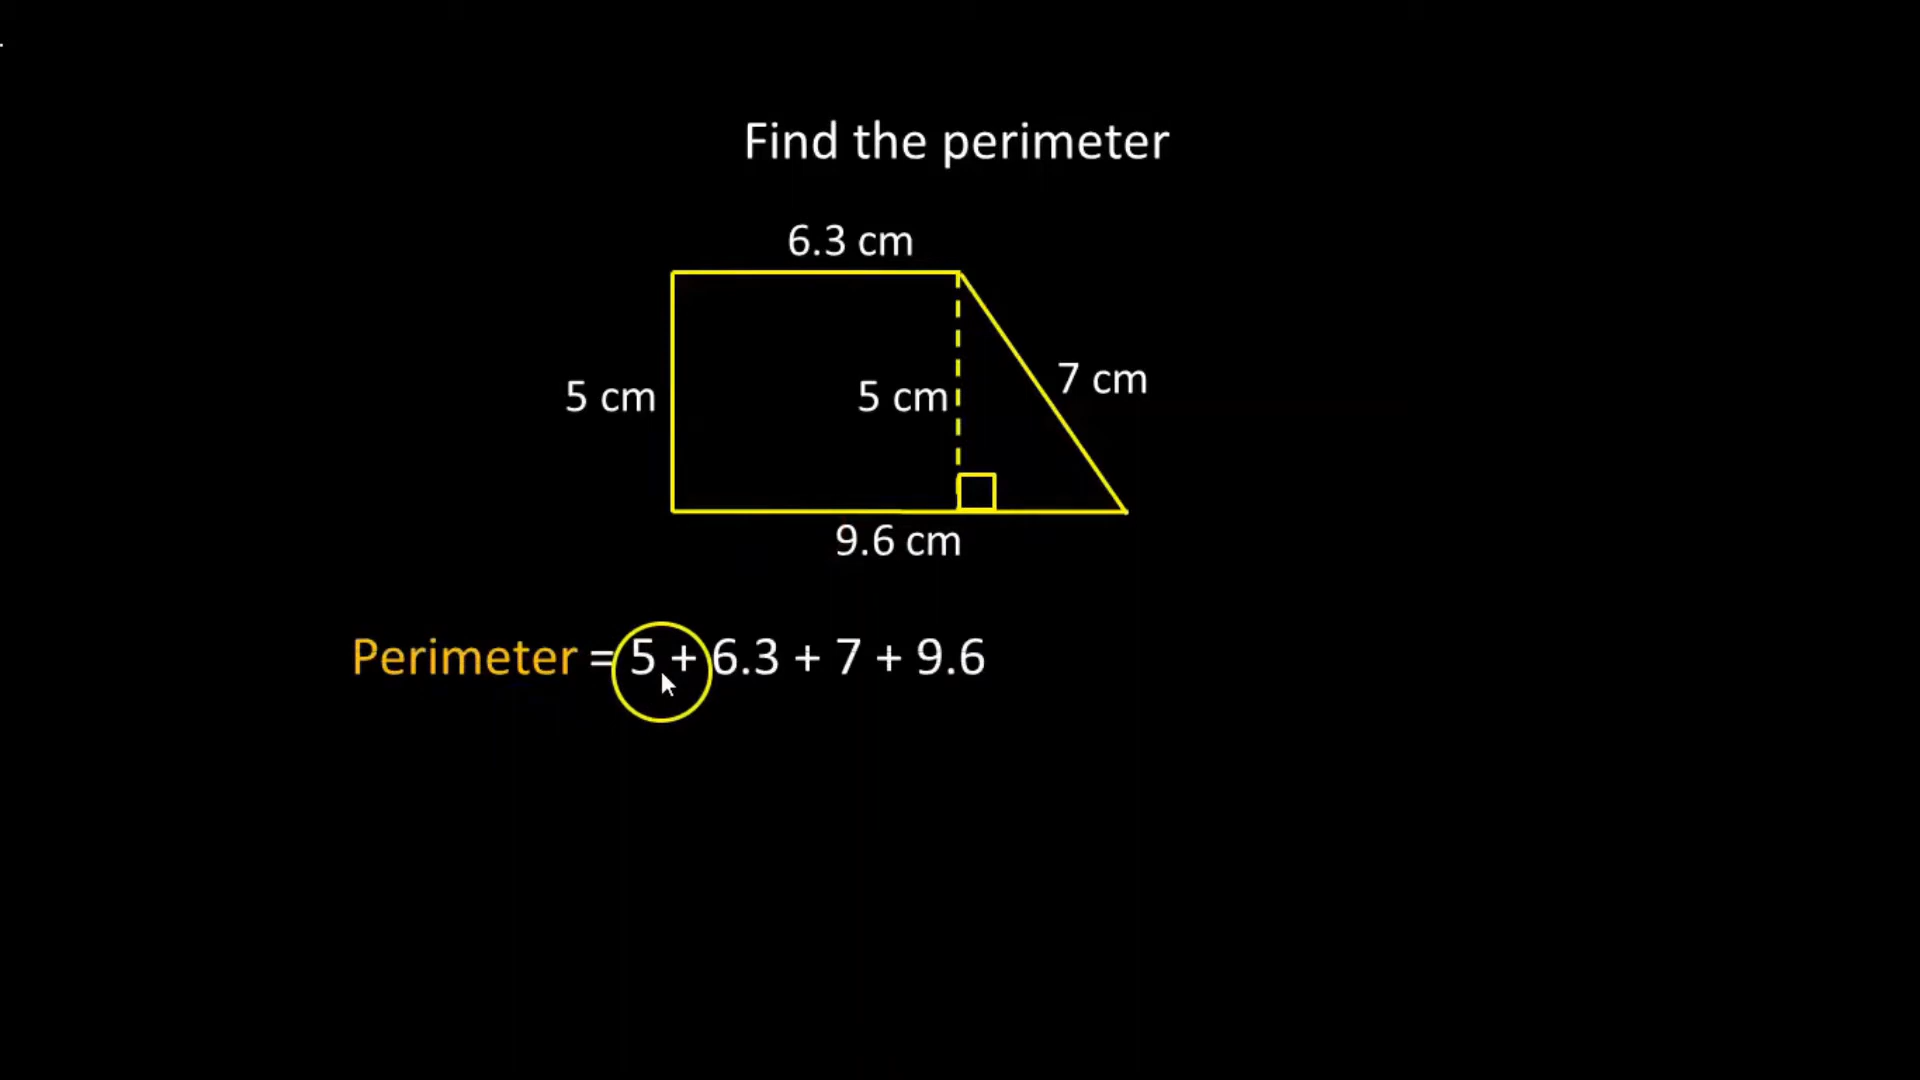 Find the perimeter
6.3 cm
5 cm
5 cm
7 cm
9.6 cm
Perimeter = 5 + 6.3 + 7 + 9.6